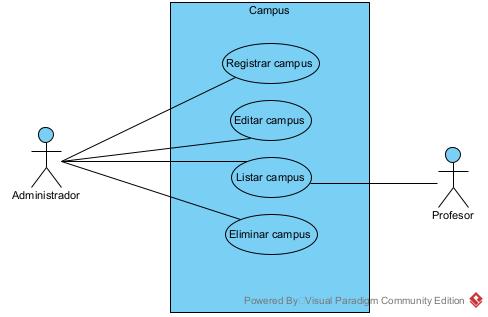 Campus
Registrar campus
Editar campus
Listar campus
Eliminar campus
Administrador
Profesor
Powered By: Visual Paradigm Community Edition